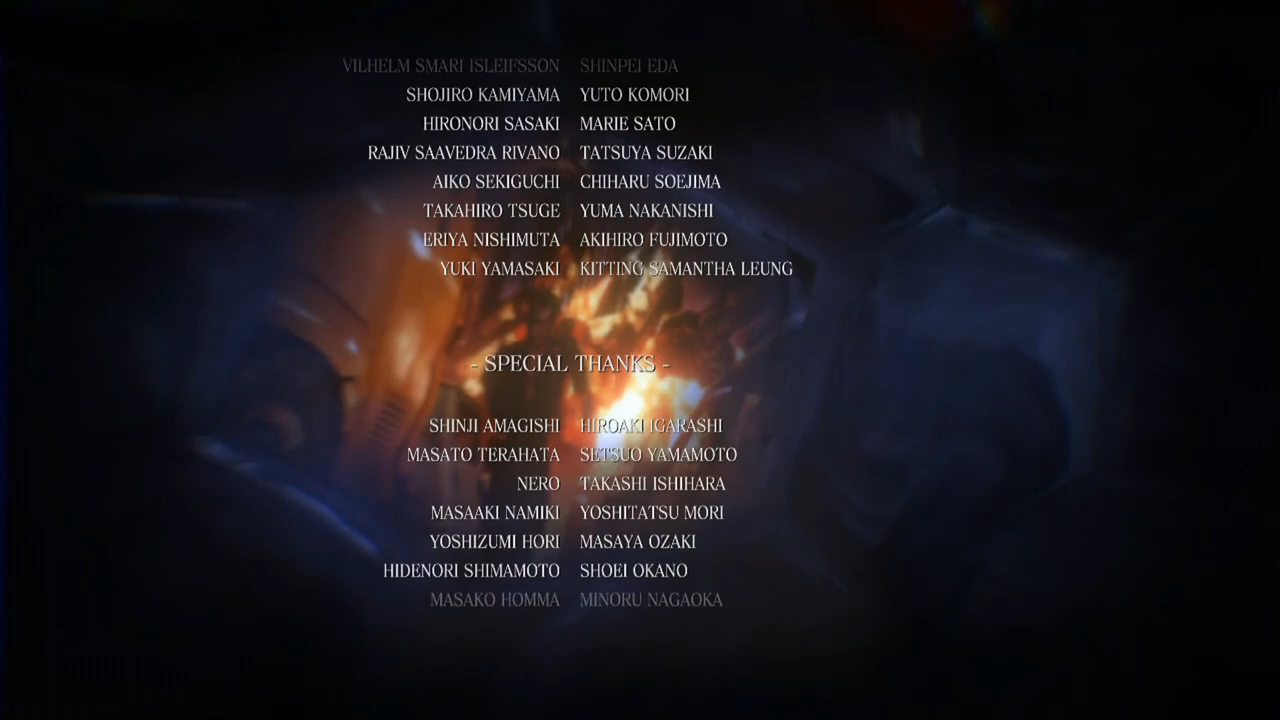 VILHELM SMARI ISLEIFSSON SHINPEI EDA
SHOJIRO KAMIYAMA YUTO KOMORI
HIRONORI SASAKI MARIE SATO
RAJIV SAAVEDRA RIVANO TATSUYA SUZAKI
AIKO SEKIGUCHI CHIHARU SOEJIMA
TAKAHIRO TSUGE YUMA NAKANISHI
ERIYA NISHIMUTA AKIHIRO FUJIMOTO
YUKI YAMASAKI KITTING SAMANTHA LEUNG
- SPECIAL THANKS -
SHINJI AMAGISHI HIROAKI IGARASHI
MASATO TERAHATA SETSUO YAMAMOTO
NERO TAKASHI ISHIHARA
MASAAKI NAMIKI YOSHITATSU MORI
YOSHIZUMI HORI MASAYA OZAKI
HIDENORI SHIMAMOTO SHOEI OKANO
MASAKO HOMMA MINORU NAGAOKA